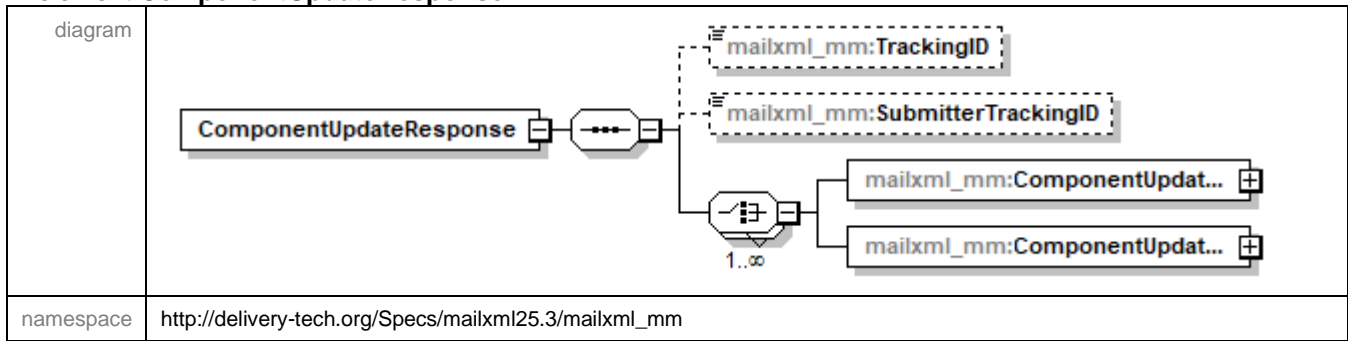 diagram
mailxml_mm:TrackingID
mailxml_mm:SubmitterTrackingID
ComponentUpdateResponse
mailxml_mm:ComponentUpdat...
mailxml_mm:ComponentUpdat...
1..∞
namespace http://delivery-tech.org/Specs/mailxml25.3/mailxml_mm